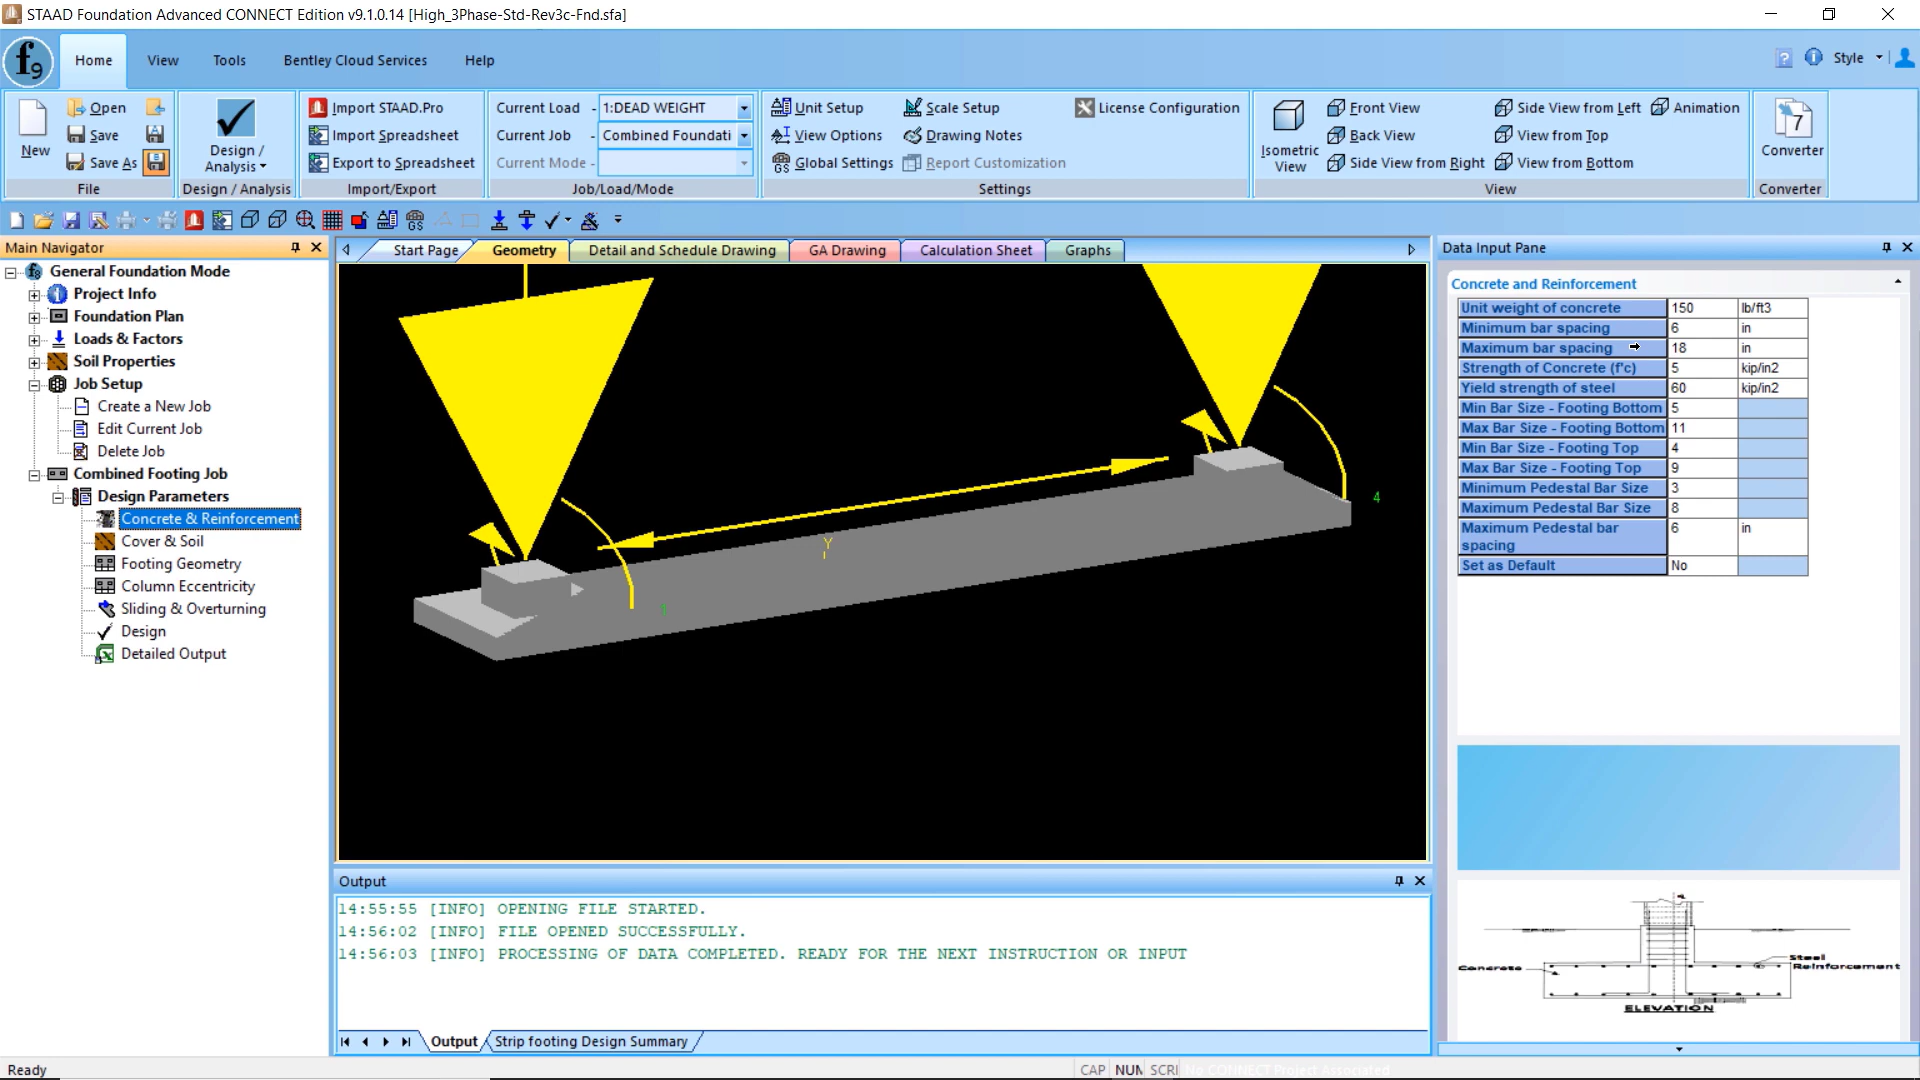 STAAD Foundation Advanced CONNECT Edition v9.1.0.14 [High_3Phase-Std-Rev3c-Fnd.sfa]
Home View Tools Bentley Cloud Services Help
Style
New
Open
Save
Save As
File
Design / Analysis
Design / Analysis
Import STAAD.Pro
Import Spreadsheet
Export to Spreadsheet
Import/Export
Current Load - 1:DEAD WEIGHT
Current Job - Combined Foundati
Current Mode -
Job/Load/Mode
Unit Setup Scale Setup License Configuration
View Options Drawing Notes
Global Settings Report Customization
Settings
Isometric View
Front View Side View from Left Animation
Back View View from Top
Side View from Right View from Bottom
View
7
Converter
Converter
Main Navigator
General Foundation Mode
Project Info
Foundation Plan
Loads & Factors
Soil Properties
Job Setup
Create a New Job
Edit Current Job
Delete Job
Combined Footing Job
Design Parameters
Concrete & Reinforcement
Cover & Soil
Footing Geometry
Column Eccentricity
Sliding & Overturning
Design
Detailed Output
Start Page Geometry Detail and Schedule Drawing GA Drawing Calculation Sheet Graphs
4
Y
Output
14:55:55 [INFO] OPENING FILE STARTED.
14:56:02 [INFO] FILE OPENED SUCCESSFULLY.
14:56:03 [INFO] PROCESSING OF DATA COMPLETED. READY FOR THE NEXT INSTRUCTION OR INPUT
Output Strip footing Design Summary
Data Input Pane
Concrete and Reinforcement
Unit weight of concrete 150 lb/ft3
Minimum bar spacing 6 in
Maximum bar spacing 18 in
Strength of Concrete (f'c) 5 kip/in2
Yield strength of steel 60 kip/in2
Min Bar Size - Footing Bottom 5
Max Bar Size - Footing Bottom 11
Min Bar Size - Footing Top 4
Max Bar Size - Footing Top 9
Minimum Pedestal Bar Size 3
Maximum Pedestal Bar Size 8
Maximum Pedestal bar spacing 6 in
Set as Default No
Concrete
Steel
Reinforcement
ELEVATION
Ready
CAP NUM SCRL No CONNECT Project Associated